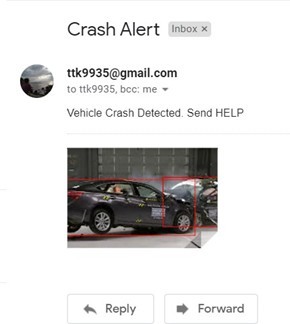 Crash Alert Inbox ×
ttk9935@gmail.com
to ttk9935, bcc: me
Vehicle Crash Detected. Send HELP
Reply Forward